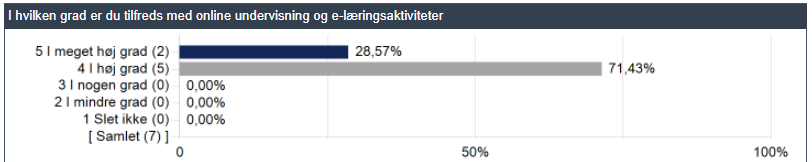 I hvilken grad er du tilfreds med online undervisning og e-læringsaktiviteter
5 I meget høj grad (2) 28,57%
4 I høj grad (5) 71,43%
3 I nogen grad (0) 0,00%
2 I mindre grad (0) 0,00%
1 Slet ikke (0) 0,00%
[ Samlet (7) ]
0 50% 100%